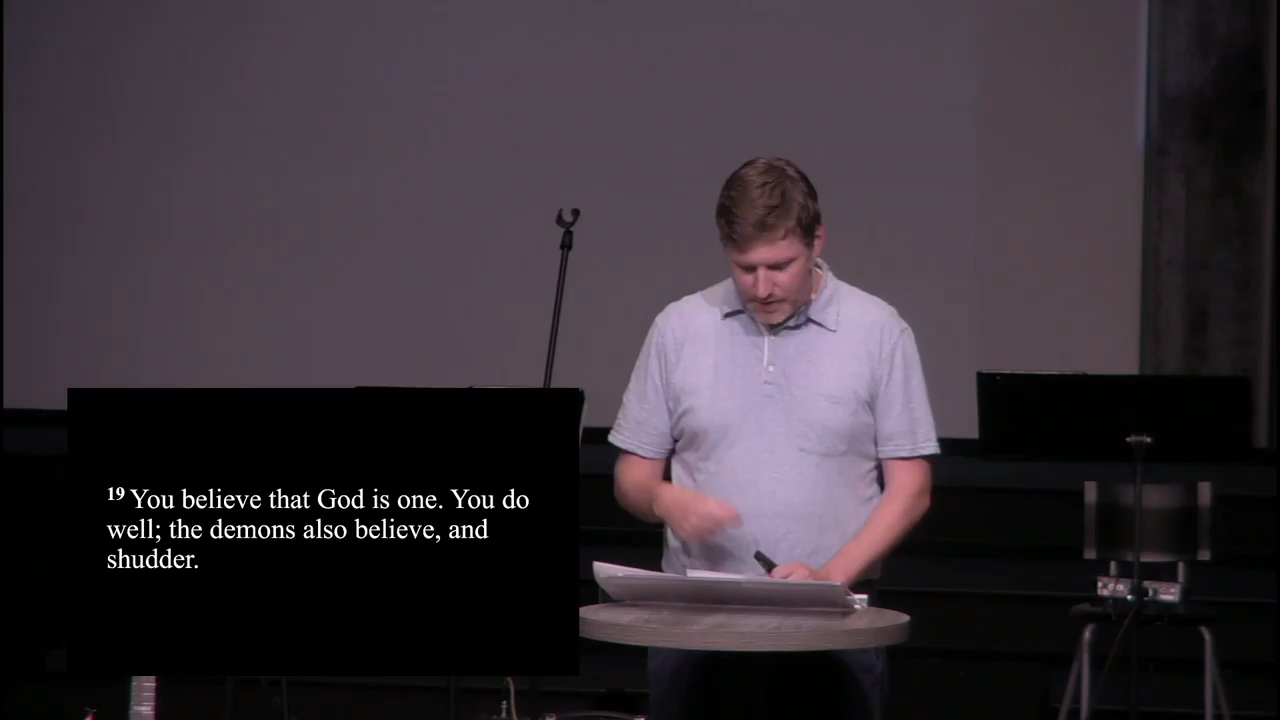 19 You believe that God is one. You do
well; the demons also believe, and
shudder.